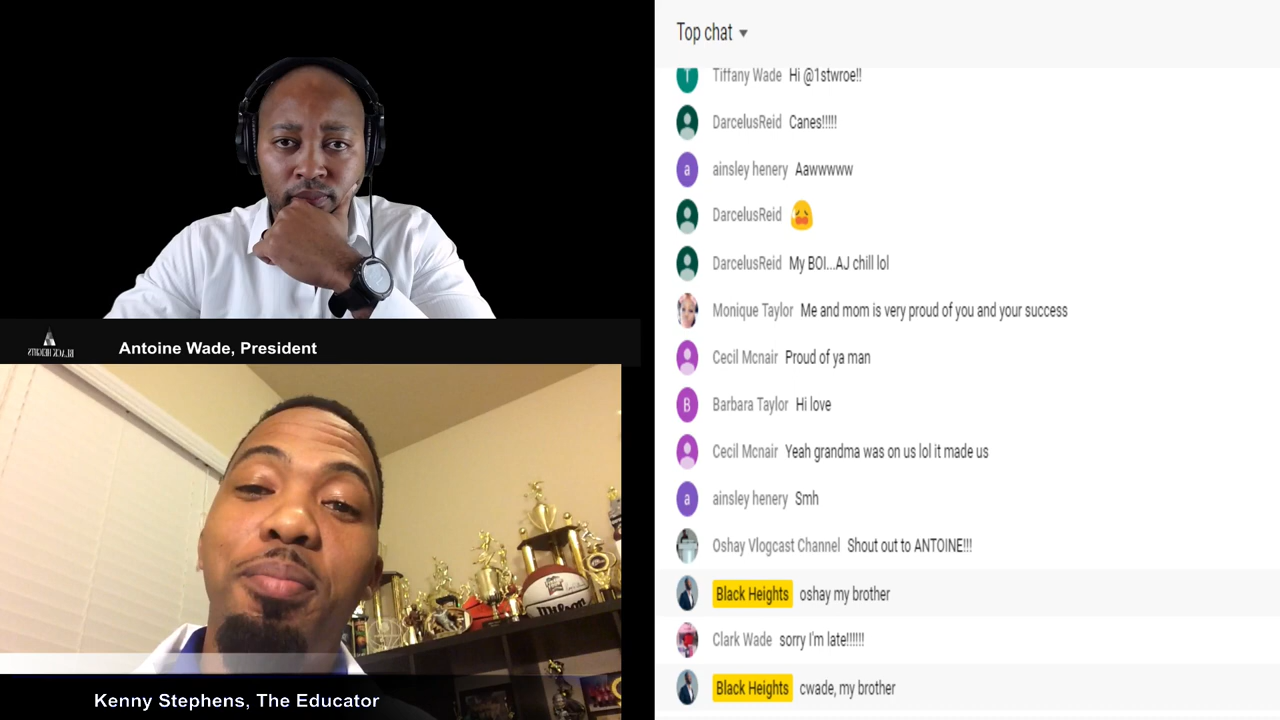 BLACK HEIGHTS
Antoine Wade, President
Wilson
Kenny Stephens, The Educator
Top chat
T
Tiffany Wade Hi @1stwroe!!
DarcelusReid Canes!!!!!
a
ainsley henery Aawwwww
DarcelusReid
DarcelusReid My BOI...AJ chill lol
Monique Taylor Me and mom is very proud of you and your success
Cecil Mcnair Proud of ya man
B
Barbara Taylor Hi love
Cecil Mcnair Yeah grandma was on us lol it made us
a
ainsley henery Smh
Oshay Vlogcast Channel Shout out to ANTOINE!!!
Black Heights oshay my brother
Clark Wade sorry I'm late!!!!!!
Black Heights cwade, my brother